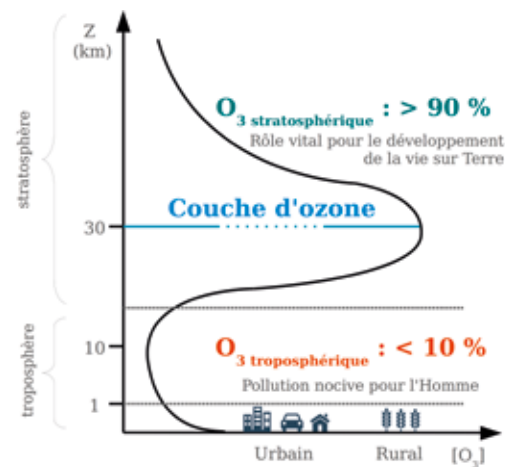 Z
(km)
stratosphère
O3 stratosphérique : > 90 %
Rôle vital pour le développement
de la vie sur Terre
Couche d'ozone
30
troposphère
10
O3 troposphérique : < 10 %
Pollution nocive pour l'Homme
1
Urbain
Rural
[O3]